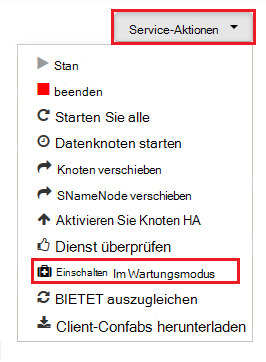 Service-Aktionen
Stan
beenden
Starten Sie alle
Datenknoten starten
Knoten verschieben
SNameNode verschieben
Aktivieren Sie Knoten HA
Dienst überprüfen
Einschalten Im Wartungsmodus
BIETET auszugleichen
Client-Confabs herunterladen